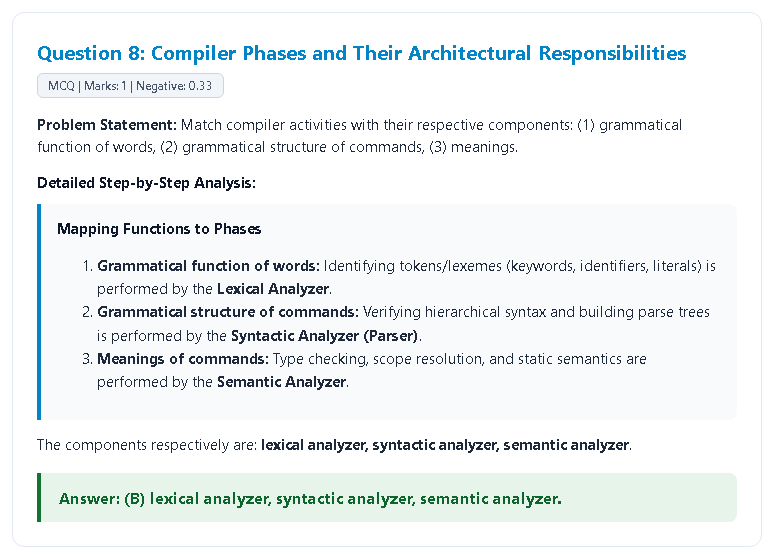 Question 8: Compiler Phases and Their Architectural Responsibilities
MCQ | Marks: 1 | Negative: 0.33
Problem Statement: Match compiler activities with their respective components: (1) grammatical
function of words, (2) grammatical structure of commands, (3) meanings.
Detailed Step-by-Step Analysis:
Mapping Functions to Phases
1. Grammatical function of words: Identifying tokens/lexemes (keywords, identifiers, literals) is
performed by the Lexical Analyzer.
2. Grammatical structure of commands: Verifying hierarchical syntax and building parse trees
is performed by the Syntactic Analyzer (Parser).
3. Meanings of commands: Type checking, scope resolution, and static semantics are
performed by the Semantic Analyzer.
The components respectively are: lexical analyzer, syntactic analyzer, semantic analyzer.
Answer: (B) lexical analyzer, syntactic analyzer, semantic analyzer.